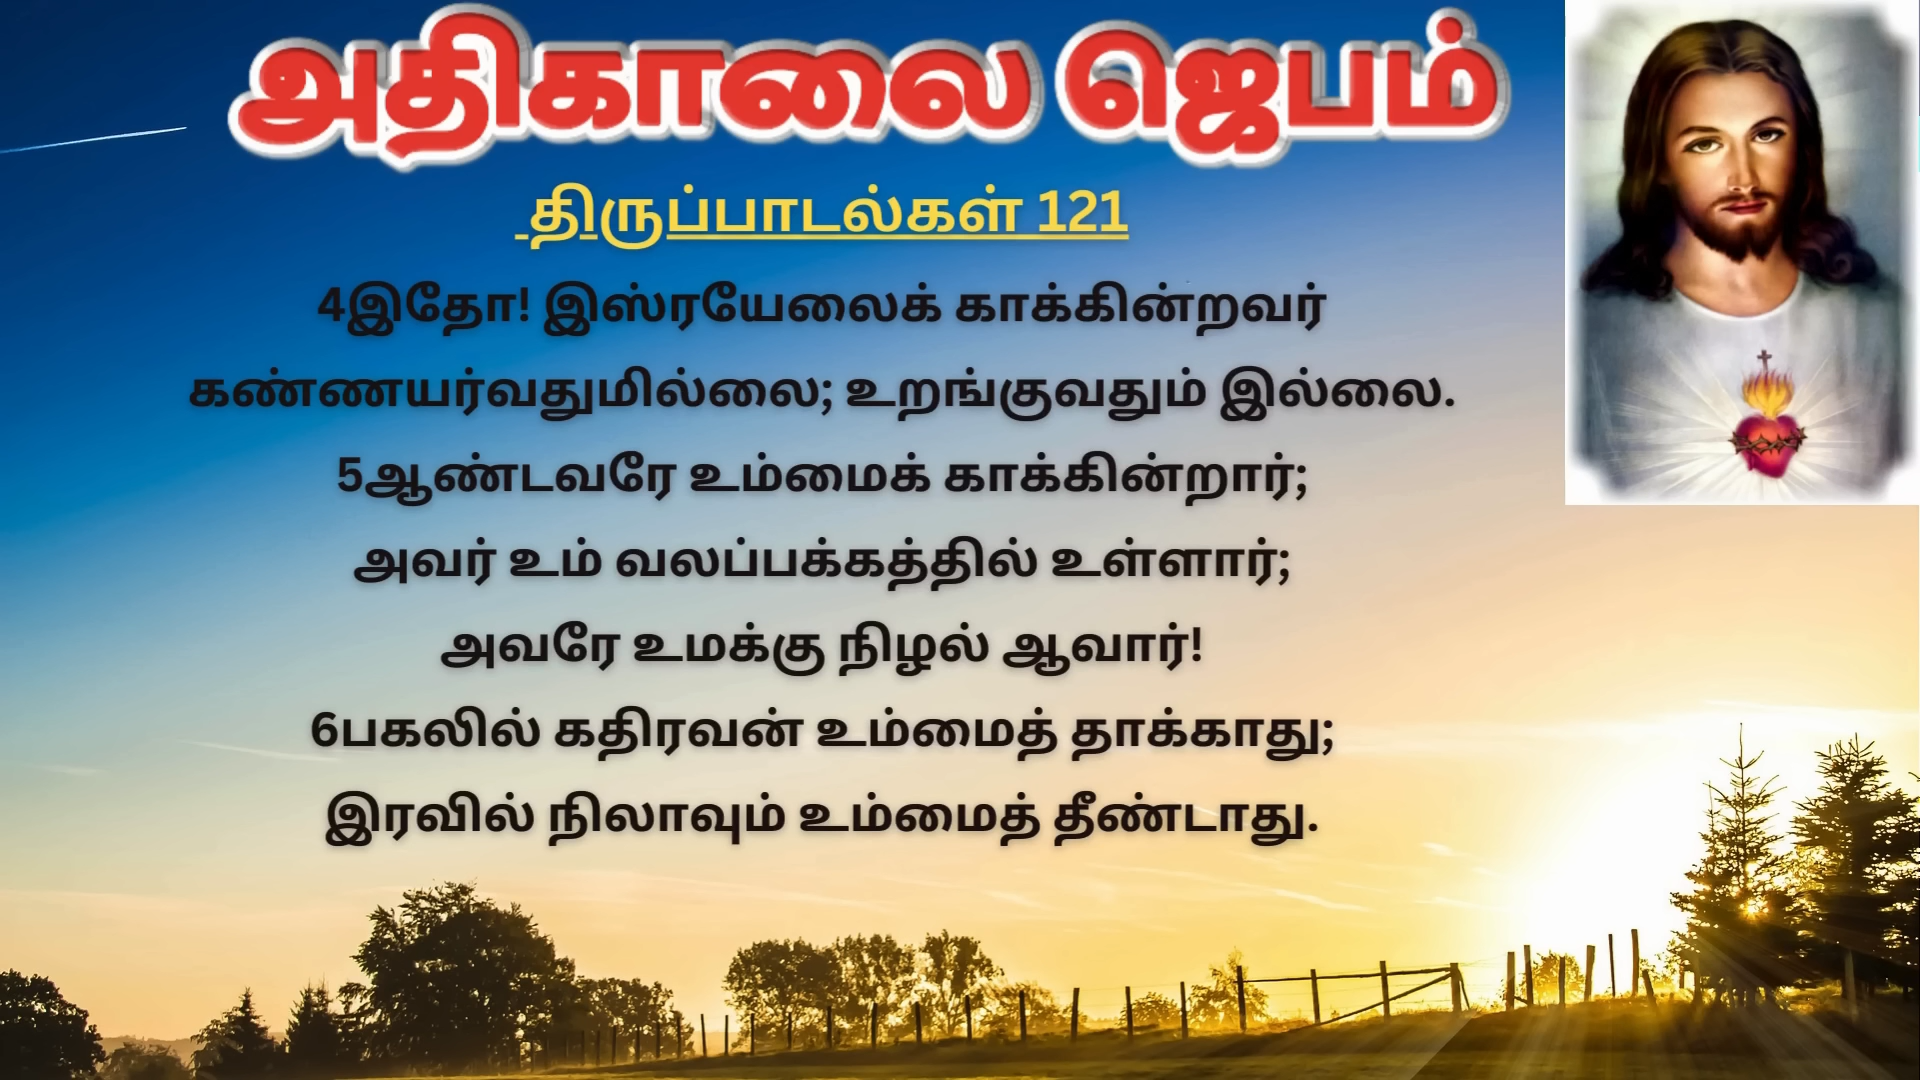 அதிகாலை ஜெபம்
திருப்பாடல்கள் 121
4இதோ! இஸ்ரயேலைக் காக்கின்றவர்
கண்ணயர்வதுமில்லை; உறங்குவதும் இல்லை.
5ஆண்டவரே உம்மைக் காக்கின்றார்;
அவர் உம் வலப்பக்கத்தில் உள்ளார்;
அவரே உமக்கு நிழல் ஆவார்!
6பகலில் கதிரவன் உம்மைத் தாக்காது;
இரவில் நிலாவும் உம்மைத் தீண்டாது.